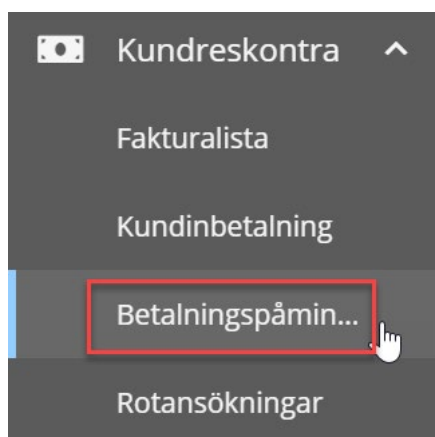 Kundreskontra
Fakturalista
Kundinbetalning
Betalningspåmin...
Rotansökningar